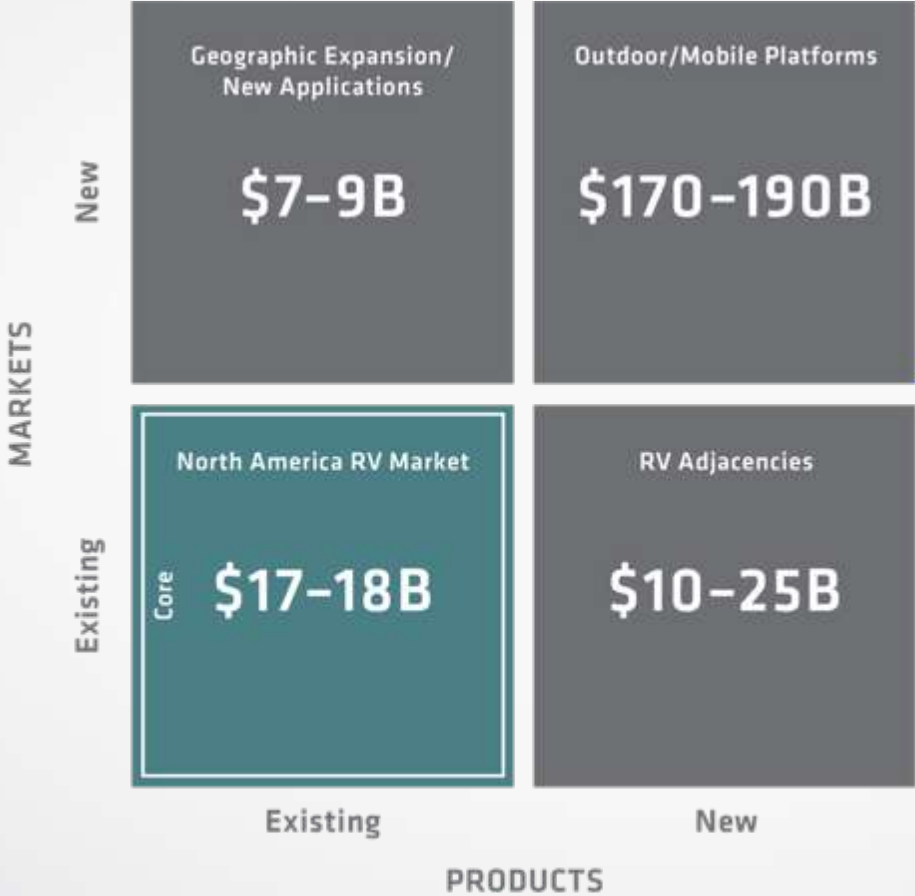 Geographic Expansion/
New Applications
$7–9B
Outdoor/Mobile Platforms
$170–190B
New
MARKETS
North America RV Market
Core
$17–18B
RV Adjacencies
$10–25B
Existing
Existing
New
PRODUCTS